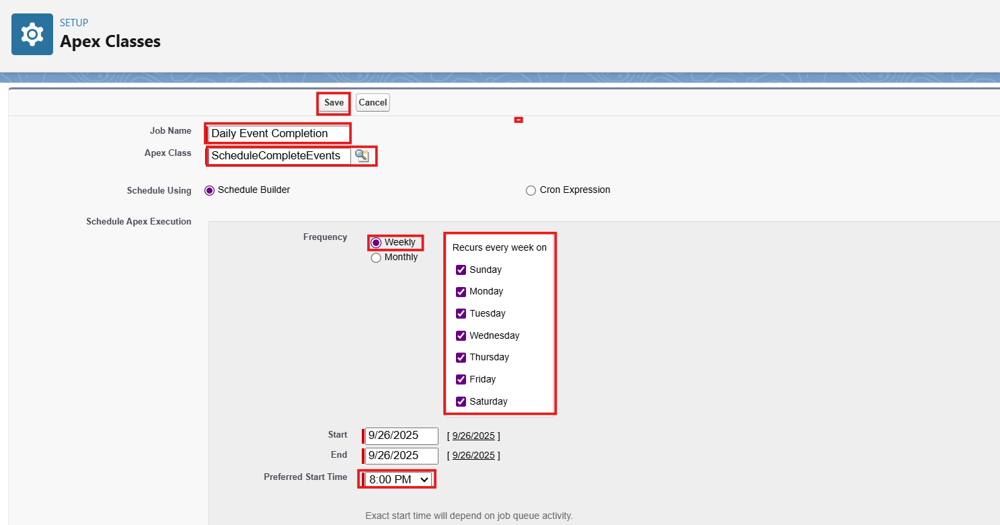 SETUP
Apex Classes
Save Cancel
Job Name Daily Event Completion
Apex Class ScheduleCompleteEvents
Schedule Using Schedule Builder Cron Expression
Schedule Apex Execution
Frequency Weekly
Monthly
Recurs every week on
Sunday
Monday
Tuesday
Wednesday
Thursday
Friday
Saturday
Start 9/26/2025 [ 9/26/2025 ]
End 9/26/2025 [ 9/26/2025 ]
Preferred Start Time 8:00 PM
Exact start time will depend on job queue activity.